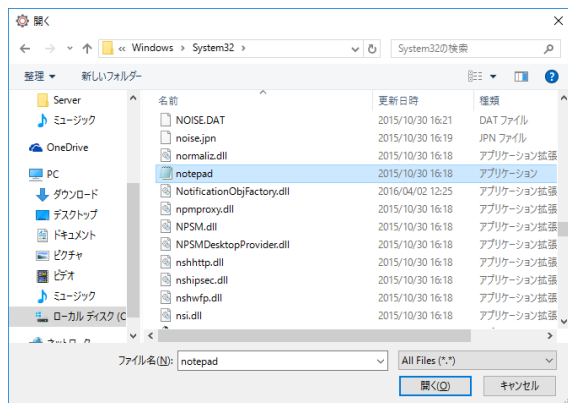 開く
« Windows › System32
System32の検索
整理 ▼ 新しいフォルダー
Server
ミュージック
OneDrive
PC
ダウンロード
デスクトップ
ドキュメント
ピクチャ
ビデオ
ミュージック
ローカル ディスク (C
ネットワーク
名前 更新日時 種類
NOISE.DAT 2015/10/30 16:21 DAT ファイル
noise.jpn 2015/10/30 16:19 JPN ファイル
normaliz.dll 2015/10/30 16:18 アプリケーション拡張
notepad 2015/10/30 16:18 アプリケーション
NotificationObjFactory.dll 2016/04/02 12:25 アプリケーション拡張
npmproxy.dll 2015/10/30 16:18 アプリケーション拡張
NPSM.dll 2015/10/30 16:18 アプリケーション拡張
NPSMDesktopProvider.dll 2015/10/30 16:18 アプリケーション拡張
nshhttp.dll 2015/10/30 16:18 アプリケーション拡張
nshipsec.dll 2015/10/30 16:18 アプリケーション拡張
nshwfp.dll 2015/10/30 16:18 アプリケーション拡張
nsi.dll 2015/10/30 16:18 アプリケーション拡張
ファイル名(N): notepad All Files (*.*)
開く(O) キャンセル